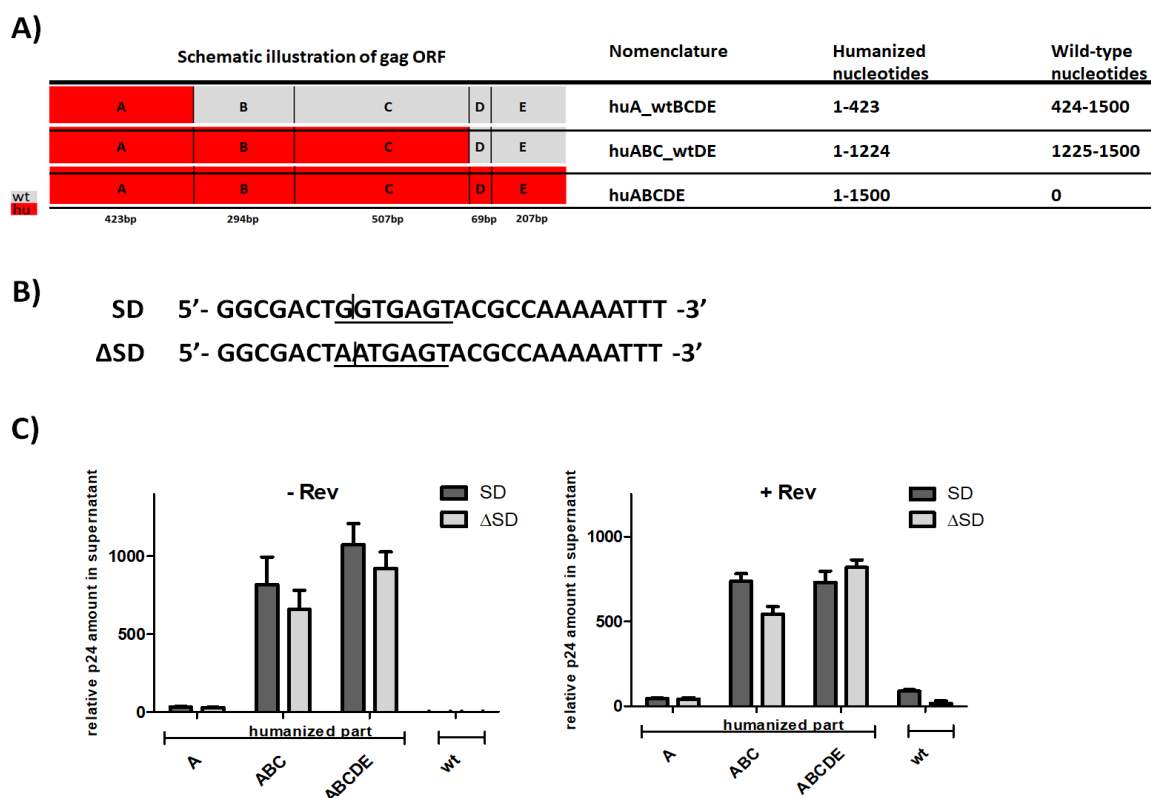 A)
Schematic illustration of gag ORF
Nomenclature
Humanized nucleotides
Wild-type nucleotides
A B C D E
huA_wtBCDE 1-423 424-1500
A B C D E
huABC_wtDE 1-1224 1225-1500
A B C D E
huABCDE 1-1500 0
wt
hu
423bp 294bp 507bp 69bp 207bp
B)
SD 5’- GGCGACTGGTGAGTACGCCAAAAATTT -3’
ΔSD 5’- GGCGACTAATGAGTACGCCAAAAATTT -3’
C)
- Rev
SD
ΔSD
relative p24 amount in supernatant
1000
500
0
humanized part
A ABC ABCDE wt
+ Rev
SD
ΔSD
relative p24 amount in supernatant
1000
500
0
humanized part
A ABC ABCDE wt